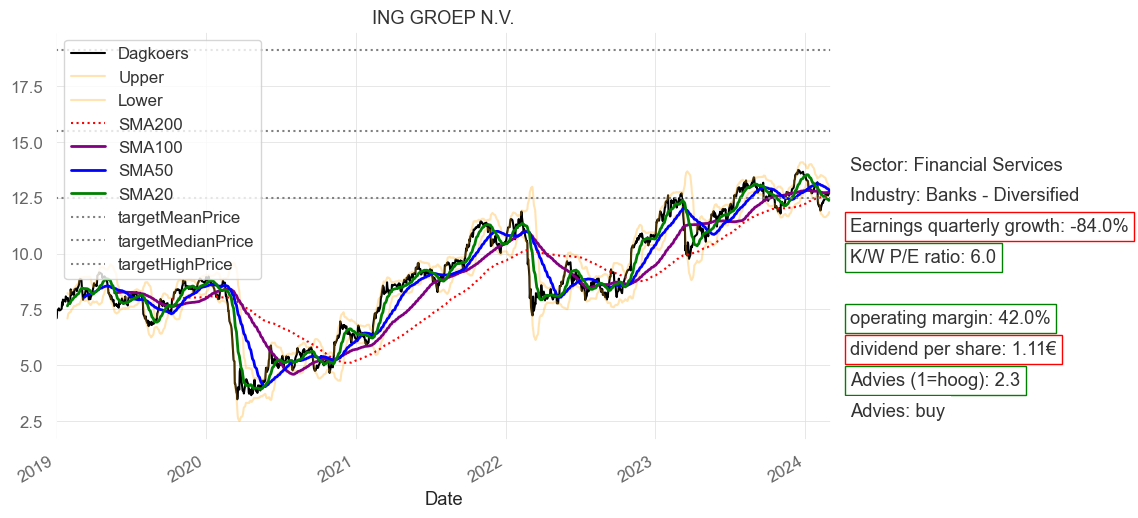 ING GROEP N.V.
Dagkoers
Upper
Lower
SMA200
SMA100
SMA50
SMA20
targetMeanPrice
targetMedianPrice
targetHighPrice
17.5
15.0
12.5
10.0
7.5
5.0
2.5
2019
2020
2021
2022
2023
2024
Date
Sector: Financial Services
Industry: Banks - Diversified
Earnings quarterly growth: -84.0%
K/W P/E ratio: 6.0
operating margin: 42.0%
dividend per share: 1.11€
Advies (1=hoog): 2.3
Advies: buy